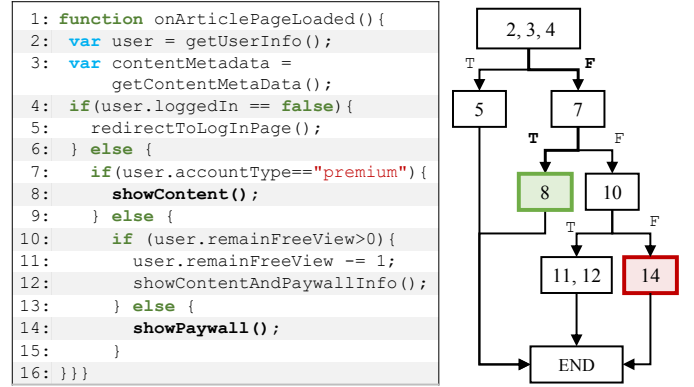 1: function onArticlePageLoaded(){
2: var user = getUserInfo();
3: var contentMetadata =
getContentMetaData();
4: if(user.loggedIn == false){
5: redirectToLogInPage();
6: } else {
7: if(user.accountType=="premium"){
8: showContent();
9: } else {
10: if (user.remainFreeView>0){
11: user.remainFreeView -= 1;
12: showContentAndPaywallInfo();
13: } else {
14: showPaywall();
15: }
16: }}}
2, 3, 4
T F
5 7
T F
8 10
T F
11, 12 14
END